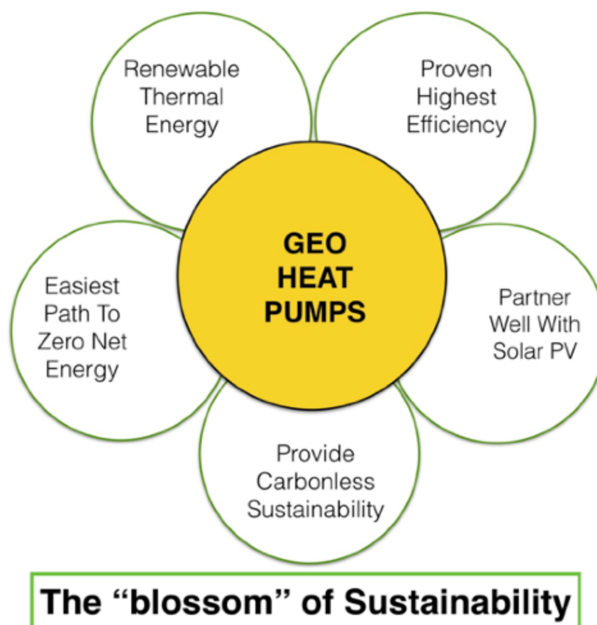 Renewable
Thermal
Energy
Proven
Highest
Efficiency
GEO
HEAT
PUMPS
Easiest
Path To
Zero Net
Energy
Partner
Well With
Solar PV
Provide
Carbonless
Sustainability
The “blossom” of Sustainability